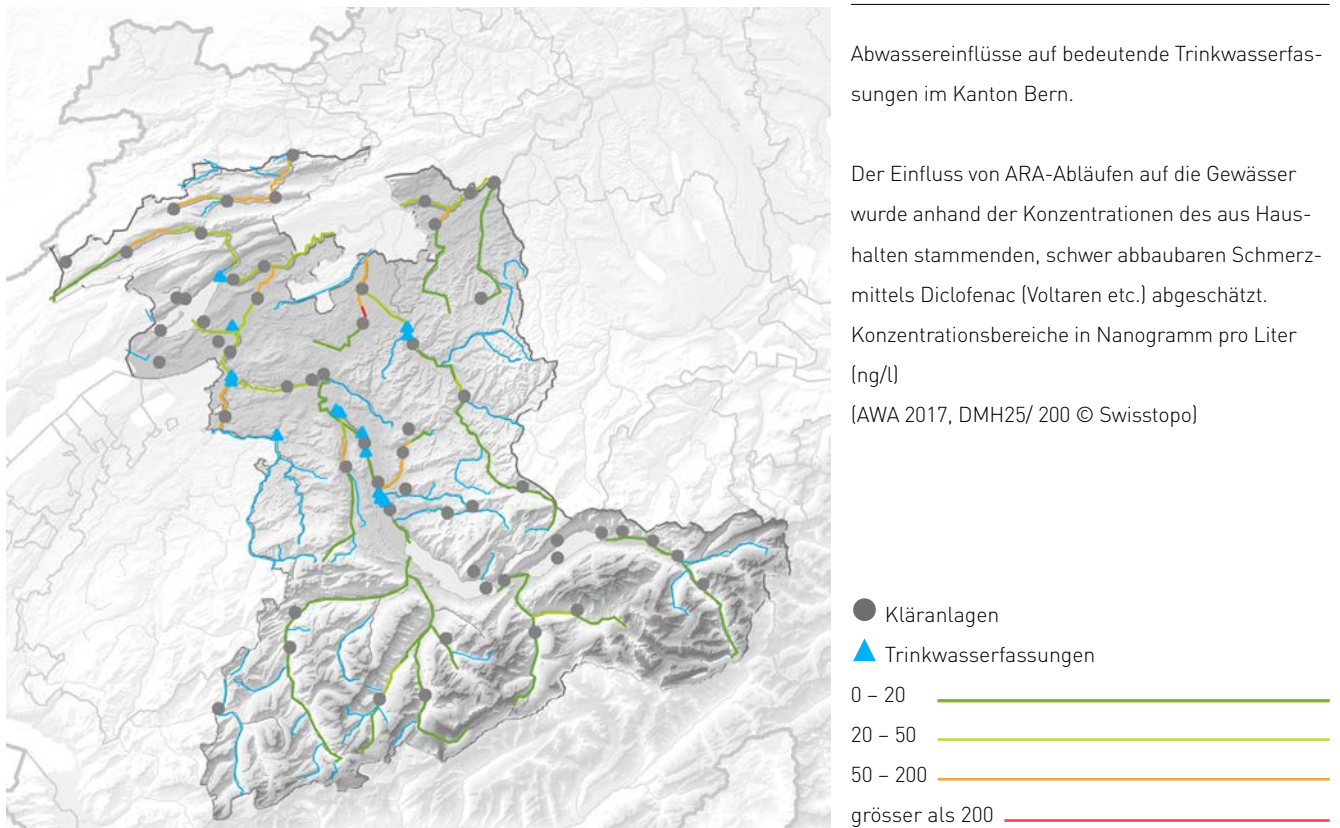 Abwassereinflüsse auf bedeutende Trinkwasserfas-
sungen im Kanton Bern.
Der Einfluss von ARA-Abläufen auf die Gewässer
wurde anhand der Konzentrationen des aus Haus-
halten stammenden, schwer abbaubaren Schmerz-
mittels Diclofenac (Voltaren etc.) abgeschätzt.
Konzentrationsbereiche in Nanogramm pro Liter
(ng/l)
(AWA 2017, DMH25/ 200 © Swisstopo)
Kläranlagen
Trinkwasserfassungen
0 – 20
20 – 50
50 – 200
grösser als 200